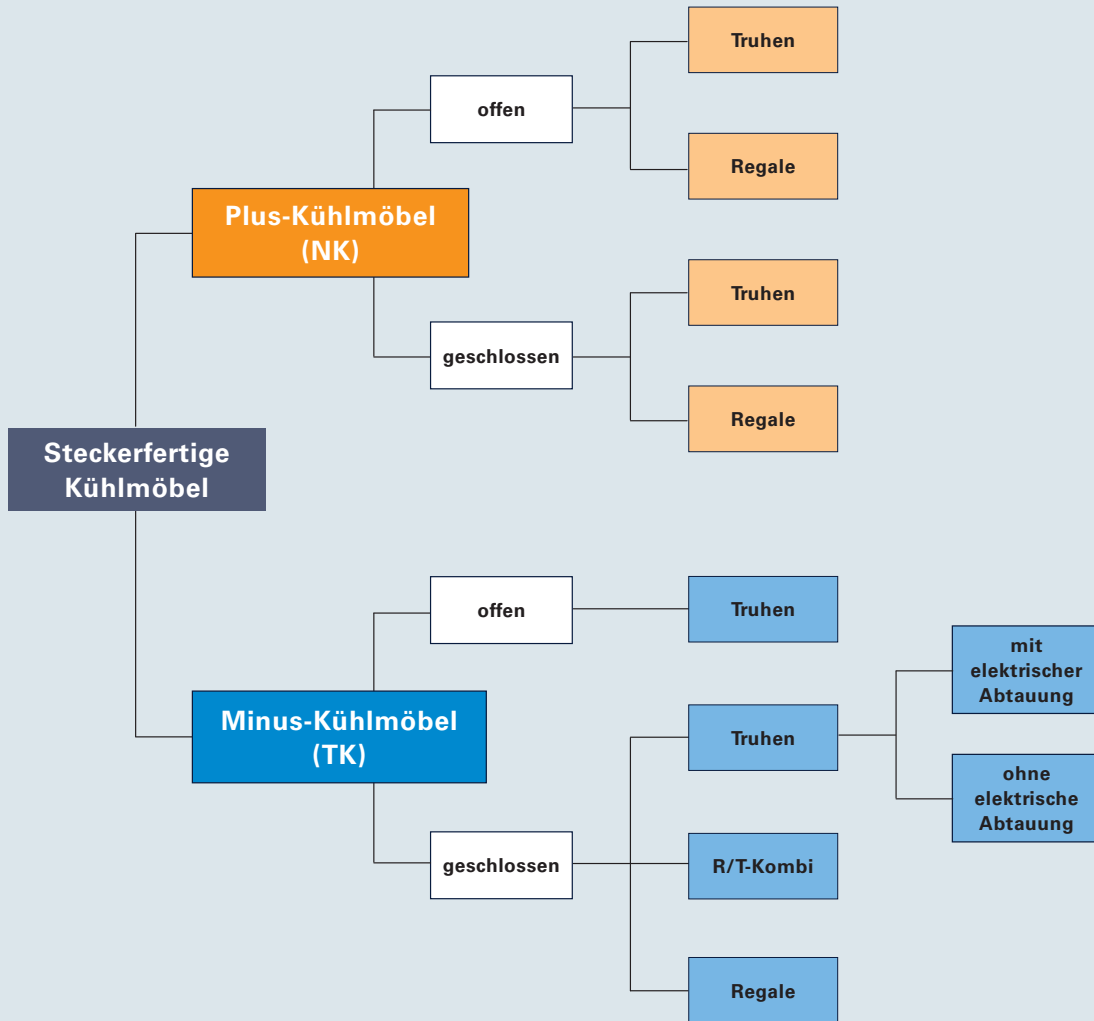 Steckerfertige
Kühlmöbel
Plus-Kühlmöbel
(NK)
offen
Truhen
Regale
geschlossen
Truhen
Regale
Minus-Kühlmöbel
(TK)
offen
Truhen
geschlossen
Truhen
mit
elektrischer
Abtauung
ohne
elektrische
Abtauung
R/T-Kombi
Regale